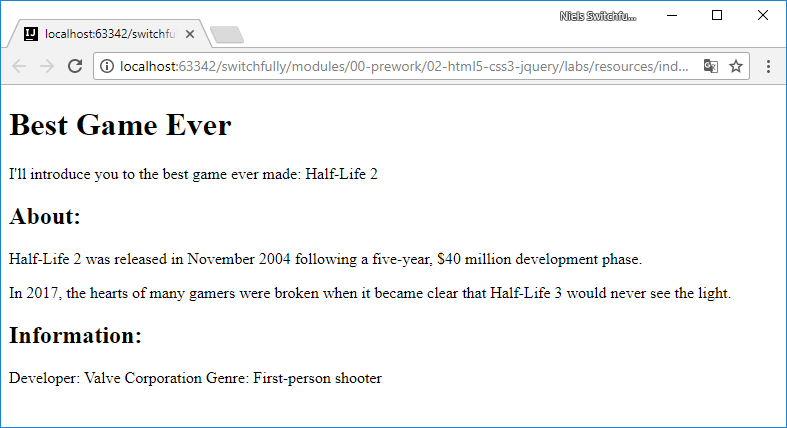 Niels Switchfu...
IJ
localhost:63342/switchfu
localhost:63342/switchfully/modules/00-prework/02-html5-css3-jquery/labs/resources/ind...
Best Game Ever
I'll introduce you to the best game ever made: Half-Life 2
About:
Half-Life 2 was released in November 2004 following a five-year, $40 million development phase.
In 2017, the hearts of many gamers were broken when it became clear that Half-Life 3 would never see the light.
Information:
Developer: Valve Corporation Genre: First-person shooter